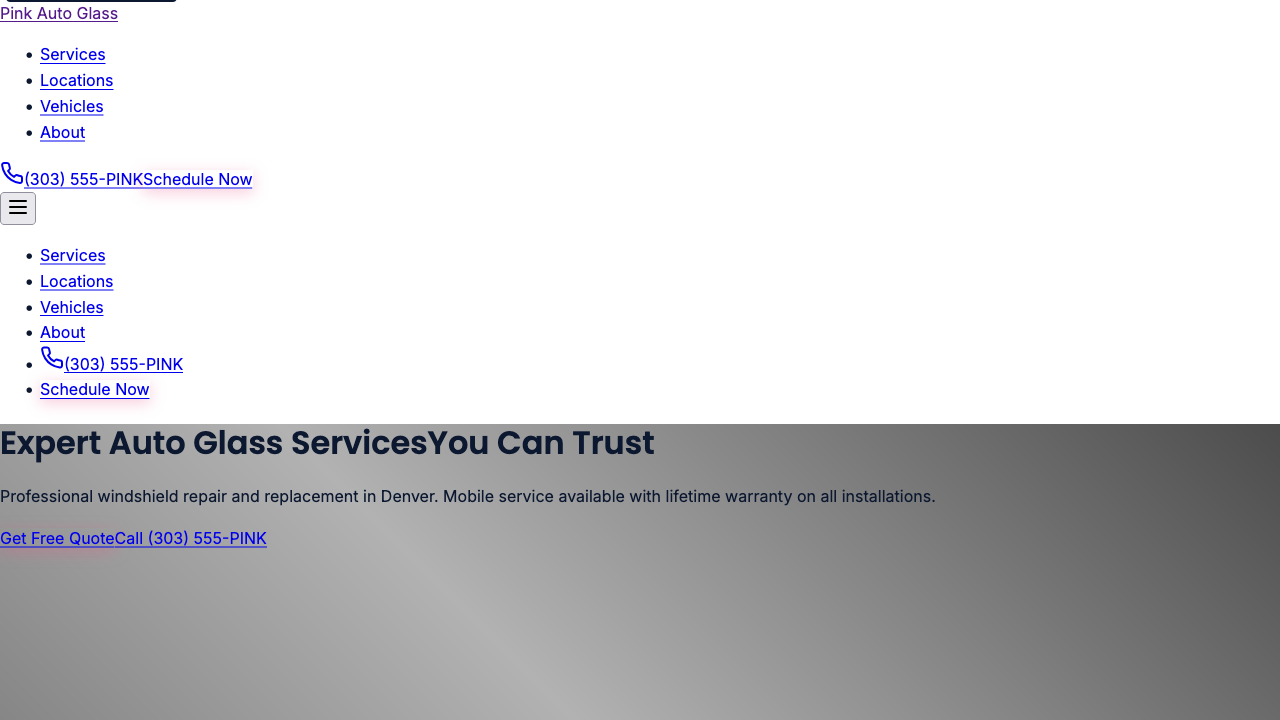 Pink Auto Glass
Services
Locations
Vehicles
About
(303) 555-PINKSchedule Now
Services
Locations
Vehicles
About
(303) 555-PINK
Schedule Now
Expert Auto Glass ServicesYou Can Trust
Professional windshield repair and replacement in Denver. Mobile service available with lifetime warranty on all installations.
Get Free QuoteCall (303) 555-PINK